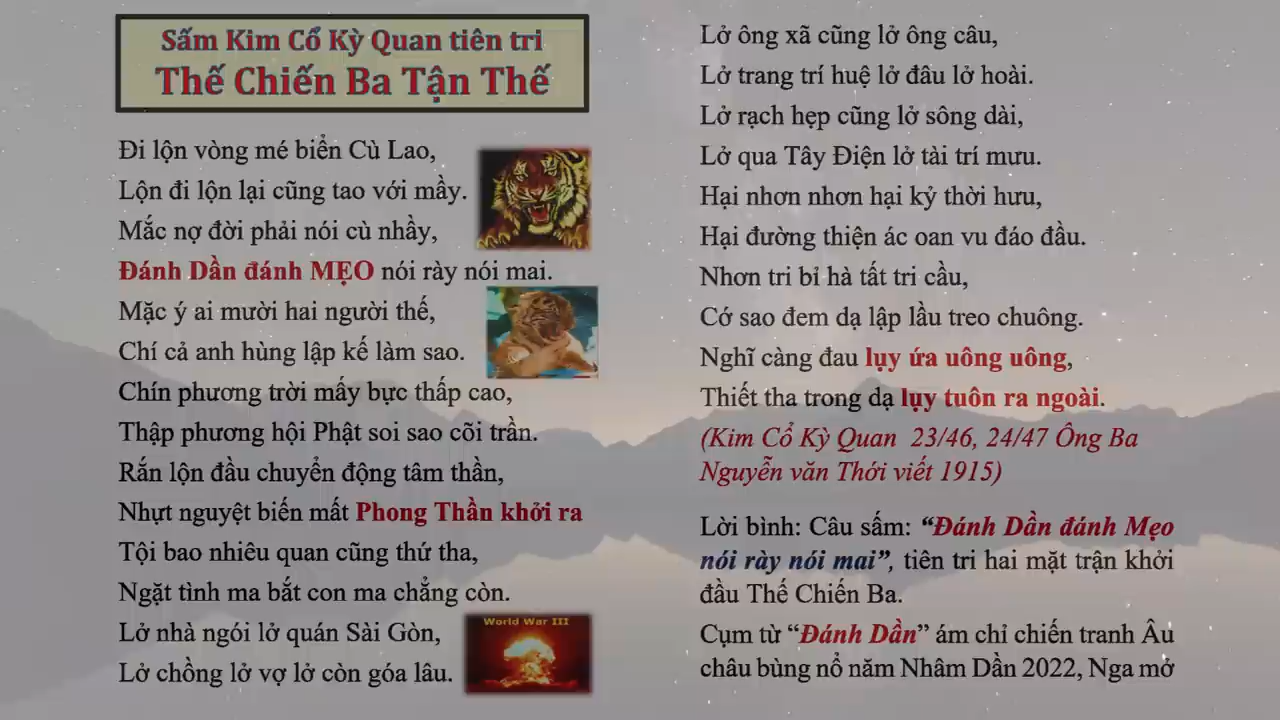 Sấm Kim Cổ Kỳ Quan tiên tri
Thế Chiến Ba Tận Thế
Đi lộn vòng mé biển Cù Lao,
Lộn đi lộn lại cũng tao với mầy.
Mắc nợ đời phải nói cù nhầy,
Đánh Dần đánh MẸO nói rày nói mai.
Mặc ý ai mười hai người thế,
Chí cả anh hùng lập kế làm sao.
Chín phương trời mấy bực thấp cao,
Thập phương hội Phật soi sao cõi trần.
Rắn lộn đầu chuyển động tâm thần,
Nhựt nguyệt biến mất Phong Thần khởi ra
Tội bao nhiêu quan cũng thứ tha,
Ngặt tình ma bắt con ma chẳng còn.
Lở nhà ngói lở quán Sài Gòn,
Lở chồng lở vợ lở còn góa lâu.
World War III
Lở ông xã cũng lở ông câu,
Lở trang trí huệ lở đâu lở hoài.
Lở rạch hẹp cũng lở sông dài,
Lở qua Tây Điện lở tài trí mưu.
Hại nhơn nhơn hại kỷ thời hưu,
Hại đường thiện ác oan vu đáo đầu.
Nhơn tri bỉ hà tất tri cầu,
Cớ sao đem dạ lập lầu treo chuông.
Nghĩ càng đau lụy ứa uông uông,
Thiết tha trong dạ lụy tuôn ra ngoài.
(Kim Cổ Kỳ Quan 23/46, 24/47 Ông Ba
Nguyễn văn Thới viết 1915)
Lời bình: Câu sấm: “Đánh Dần đánh Mẹo
nói rày nói mai”, tiên tri hai mặt trận khởi
đầu Thế Chiến Ba.
Cụm từ “Đánh Dần” ám chỉ chiến tranh Âu
châu bùng nổ năm Nhâm Dần 2022, Nga mở